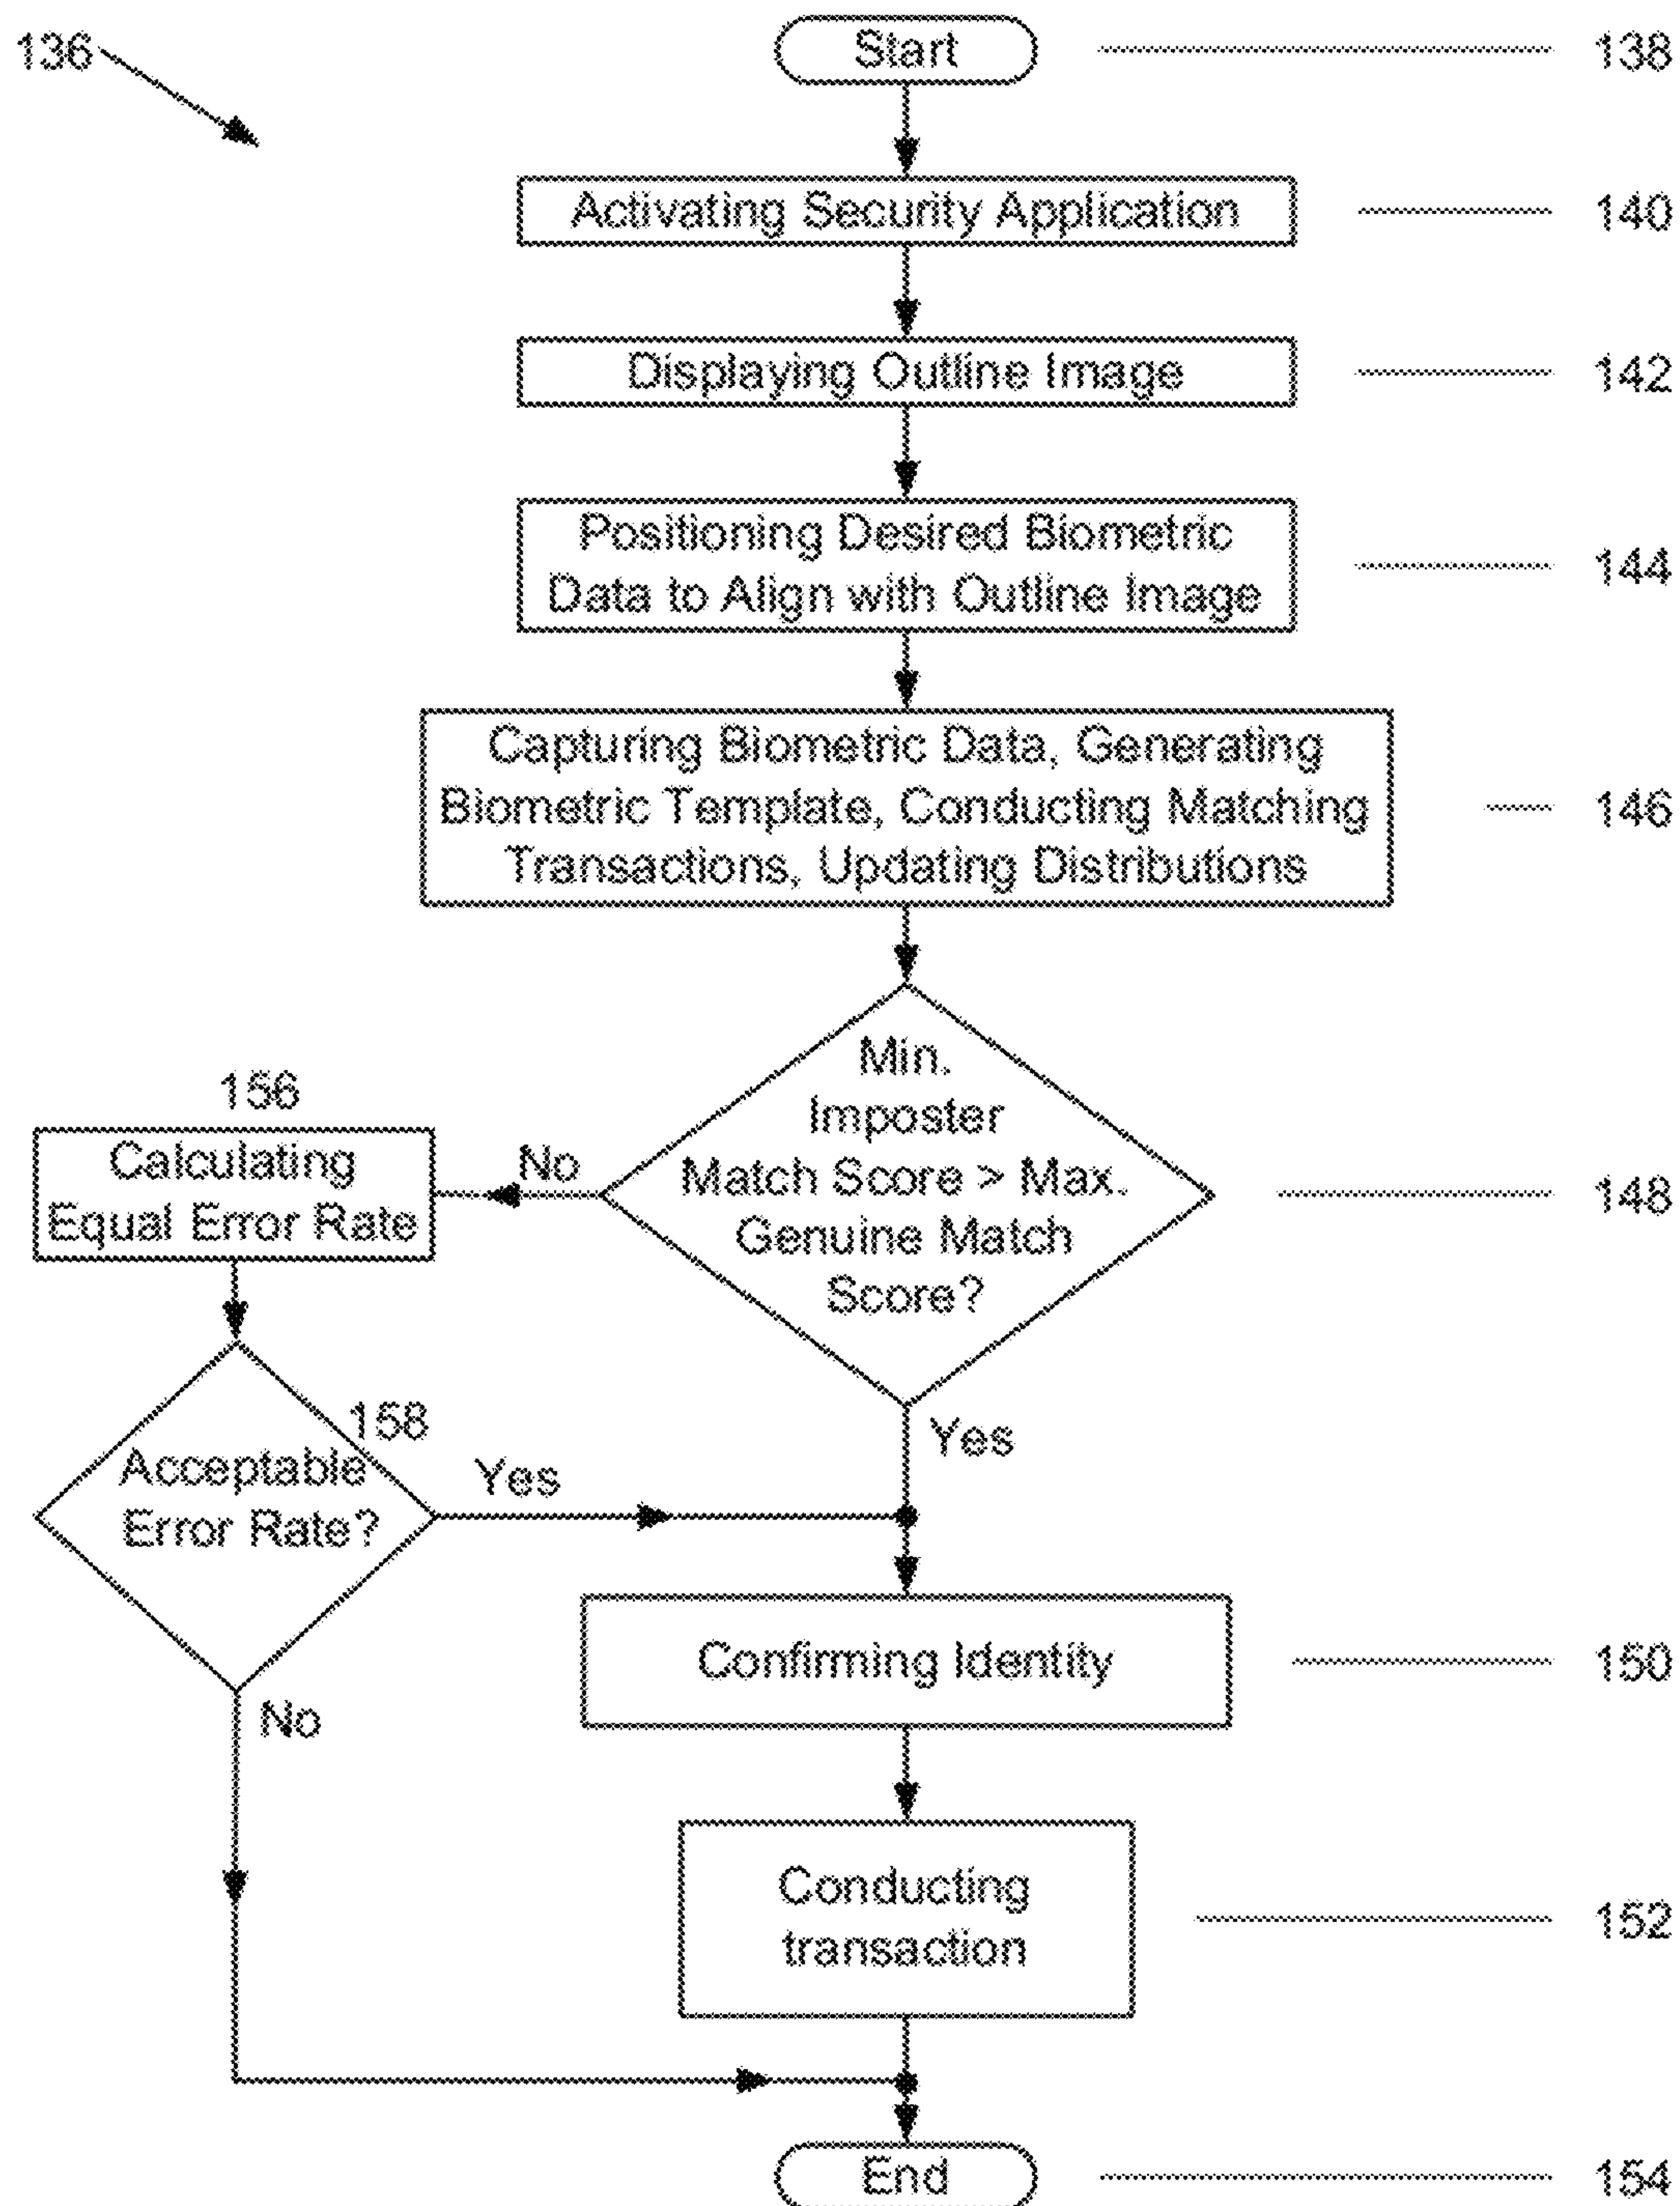 136
Start
138
Activating Security Application
140
Displaying Outline Image
142
Positioning Desired Biometric
Data to Align with Outline Image
144
Capturing Biometric Data, Generating
Biometric Template, Conducting Matching
Transactions, Updating Distributions
146
Min.
Imposter
Match Score > Max.
Genuine Match
Score?
148
No
Yes
156
Calculating
Equal Error Rate
158
Acceptable
Error Rate?
Yes
No
Confirming Identity
150
Conducting
transaction
152
End
154